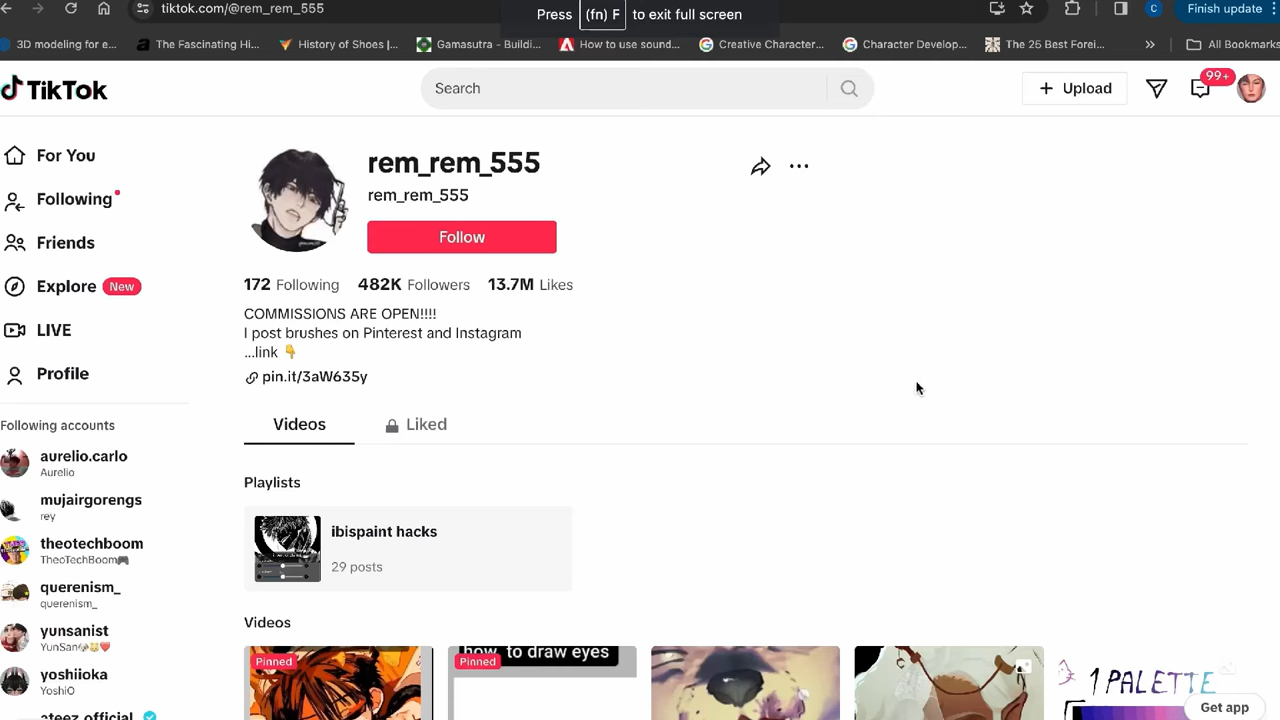 tiktok.com/@rem_rem_555
Press (fn) F to exit full screen
C
Finish update
3D modeling for e...
The Fascinating Hi...
History of Shoes |...
Gamasutra - Buildi...
How to use sound...
Creative Character...
Character Develop...
The 25 Best Forei...
All Bookmarks
TikTok
Search
Upload
99+
For You
Following
Friends
Explore New
LIVE
Profile
Following accounts
aurelio.carlo
Aurelio
mujairgorengs
rey
theotechboom
TheoTechBoom🎮
querenism_
querenism_
yunsanist
YunSan🐶🐱❤️
yoshiioka
YoshiO
ateez_official_
rem_rem_555
rem_rem_555
Follow
172 Following 482K Followers 13.7M Likes
COMMISSIONS ARE OPEN!!!!
I post brushes on Pinterest and Instagram
...link 👇
pin.it/3aW635y
Videos
Liked
Playlists
ibispaint hacks
29 posts
Videos
Pinned
Pinned
how to draw eyes
1 PALETTE
Get app